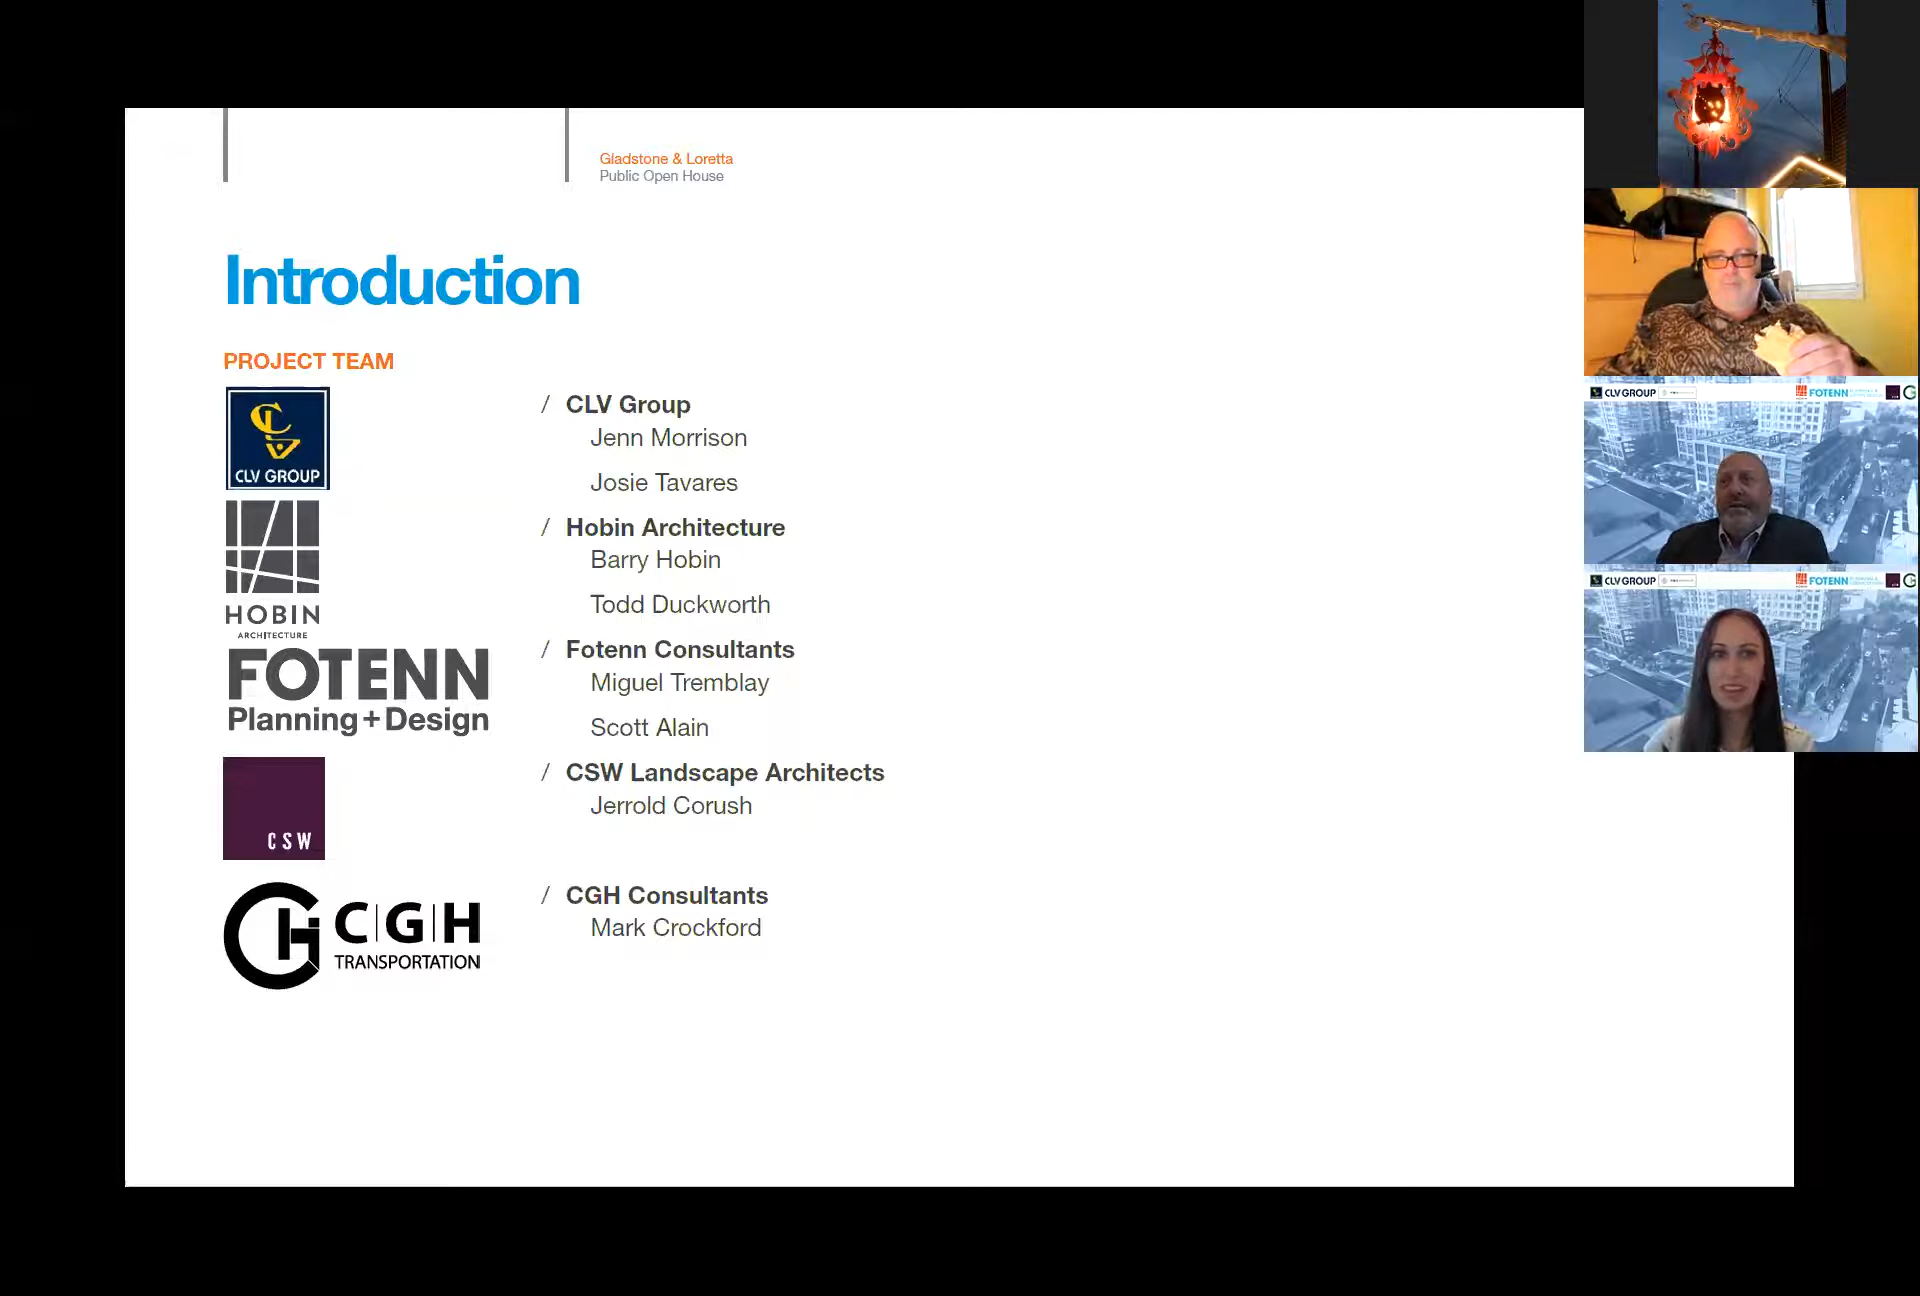 Gladstone & Loretta
Public Open House
Introduction
PROJECT TEAM
CLV GROUP
HOBIN
ARCHITECTURE
FOTENN
Planning + Design
CSW
C|G|H
TRANSPORTATION
/ CLV Group
Jenn Morrison
Josie Tavares
/ Hobin Architecture
Barry Hobin
Todd Duckworth
/ Fotenn Consultants
Miguel Tremblay
Scott Alain
/ CSW Landscape Architects
Jerrold Corush
/ CGH Consultants
Mark Crockford
CLV GROUP
FOTENN
CLV GROUP
FOTENN